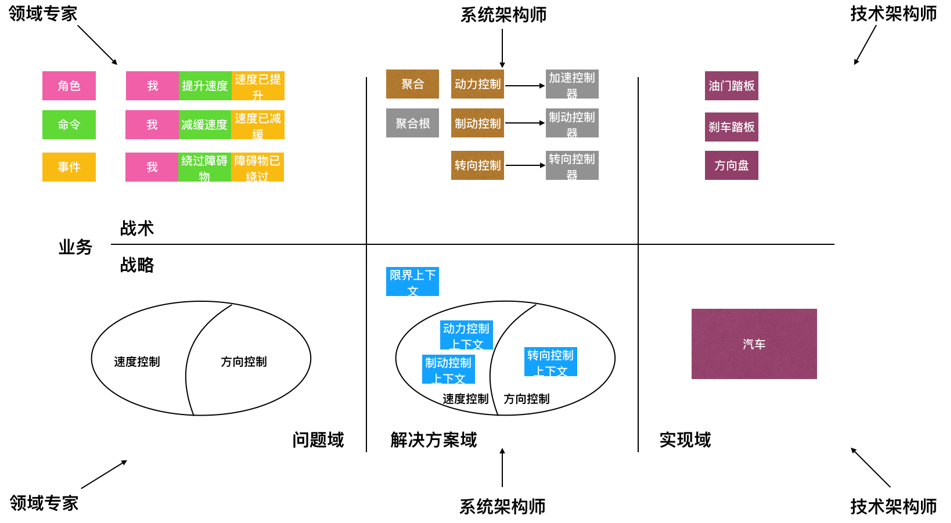 领域专家
系统架构师
技术架构师
角色
我
提升速度
速度已提
升
聚合
动力控制
加速控制
器
油门踏板
命令
我
减缓速度
速度已减
缓
聚合根
制动控制
制动控制
器
刹车踏板
事件
我
绕过障碍
物
障碍物已
绕过
转向控制
转向控制
器
方向盘
战术
业务
战略
限界上下
文
动力控制
上下文
制动控制
上下文
转向控制
上下文
汽车
速度控制
方向控制
速度控制
方向控制
问题域
解决方案域
实现域
领域专家
系统架构师
技术架构师